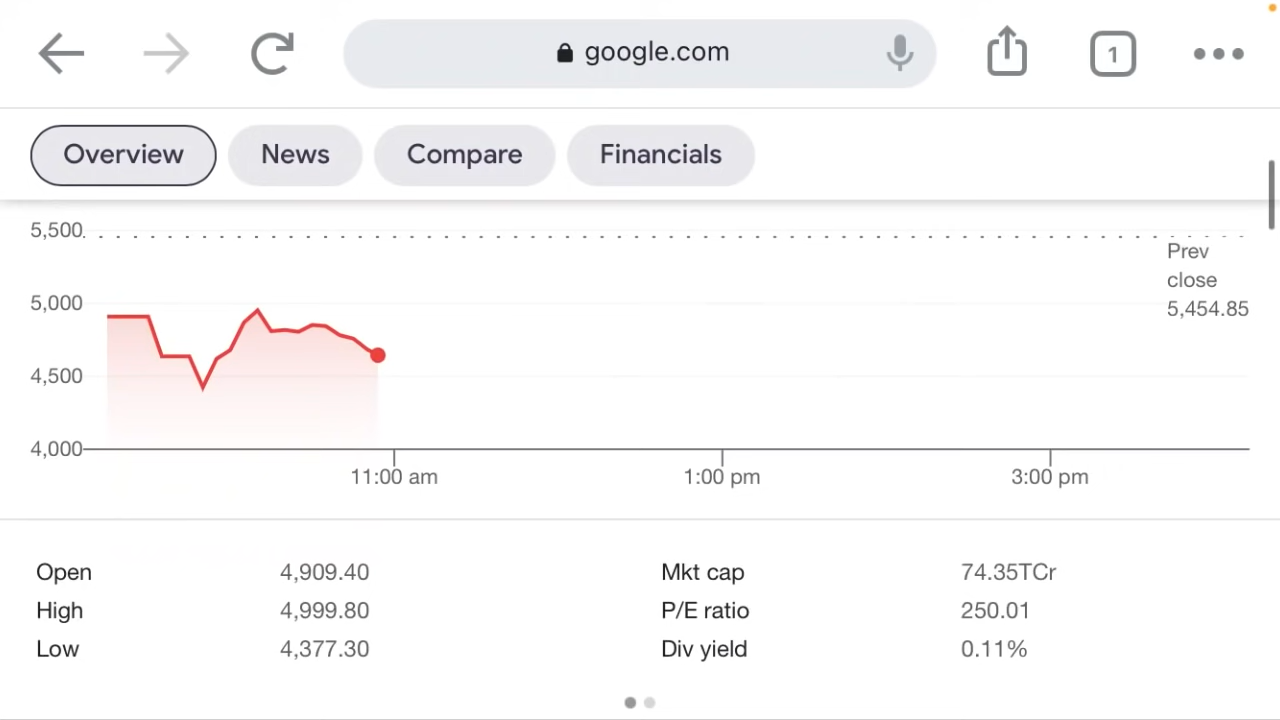 google.com
1
Overview News Compare Financials
5,500
Prev
close
5,454.85
5,000
4,500
4,000
11:00 am 1:00 pm 3:00 pm
Open 4,909.40 Mkt cap 74.35TCr
High 4,999.80 P/E ratio 250.01
Low 4,377.30 Div yield 0.11%